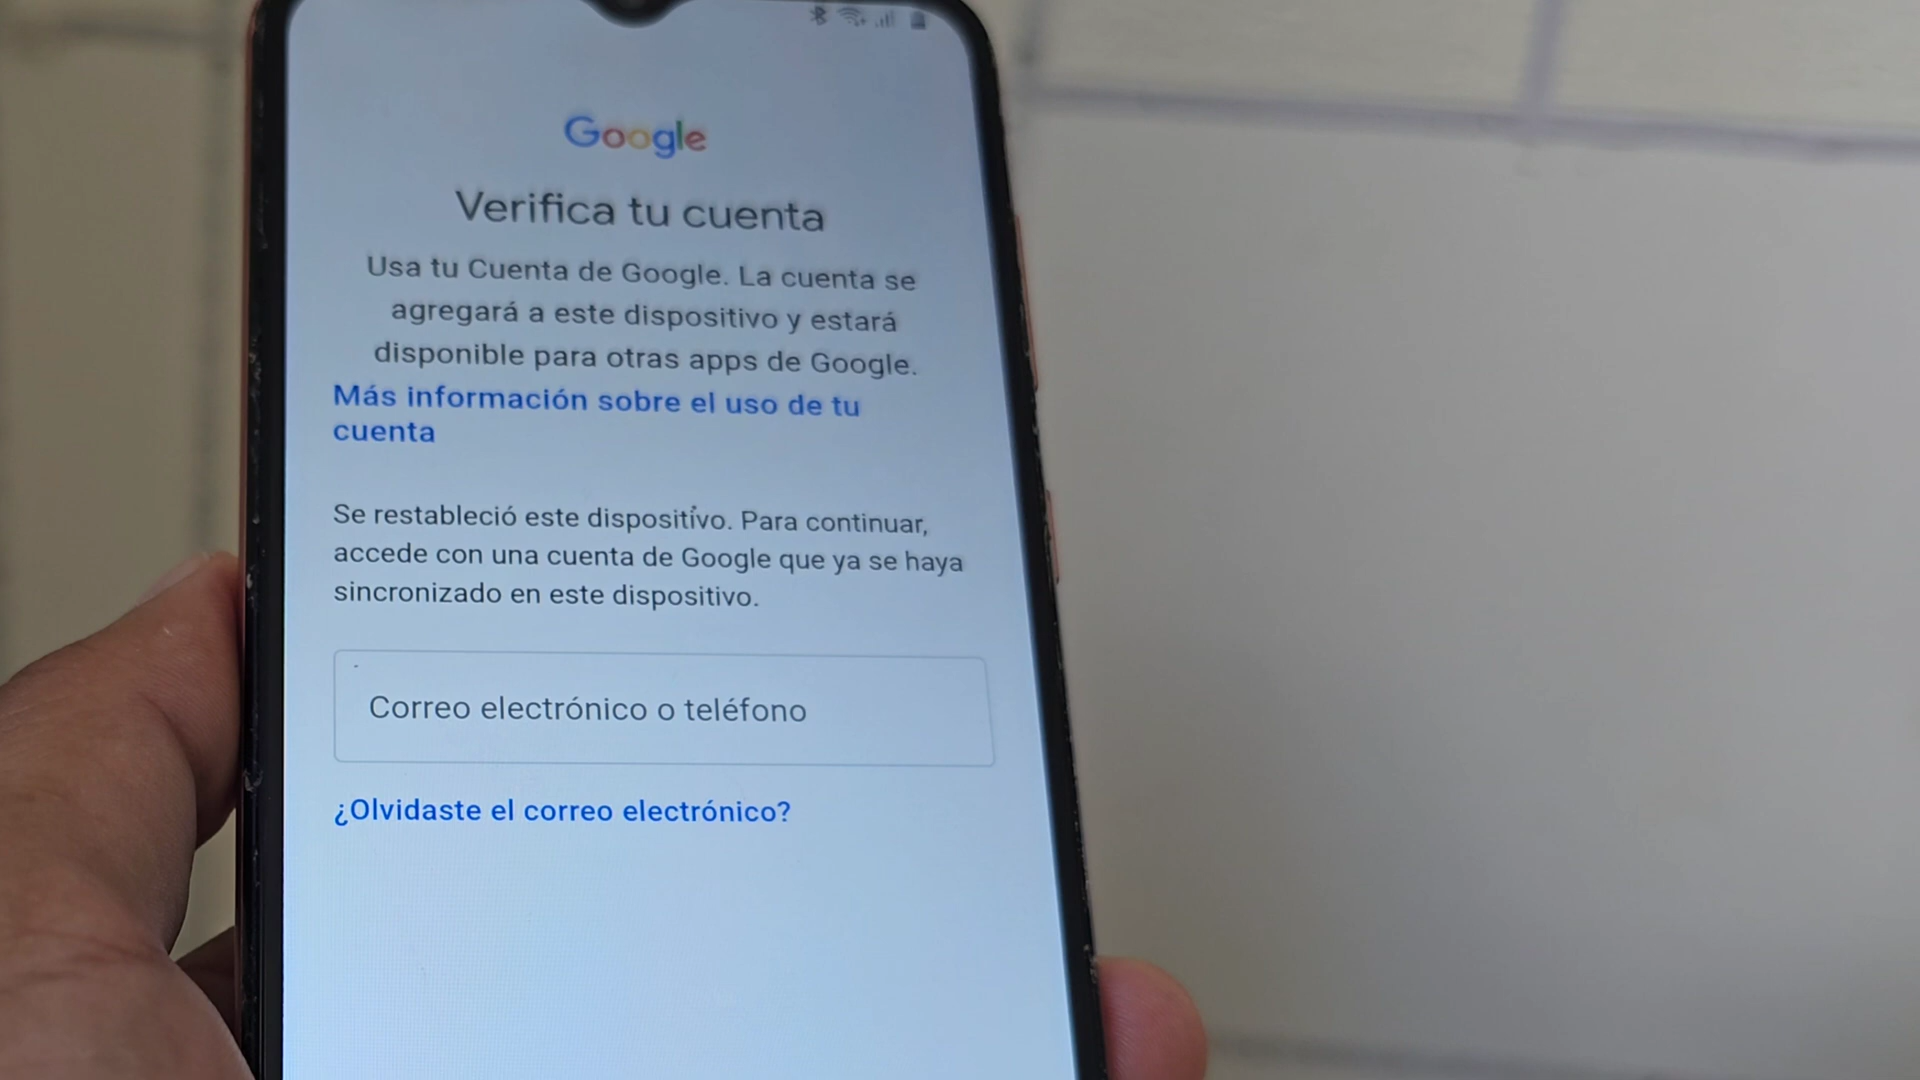 Google
Verifica tu cuenta
Usa tu Cuenta de Google. La cuenta se
agregará a este dispositivo y estará
disponible para otras apps de Google.
Más información sobre el uso de tu
cuenta
Se restableció este dispositivo. Para continuar,
accede con una cuenta de Google que ya se haya
sincronizado en este dispositivo.
Correo electrónico o teléfono
¿Olvidaste el correo electrónico?